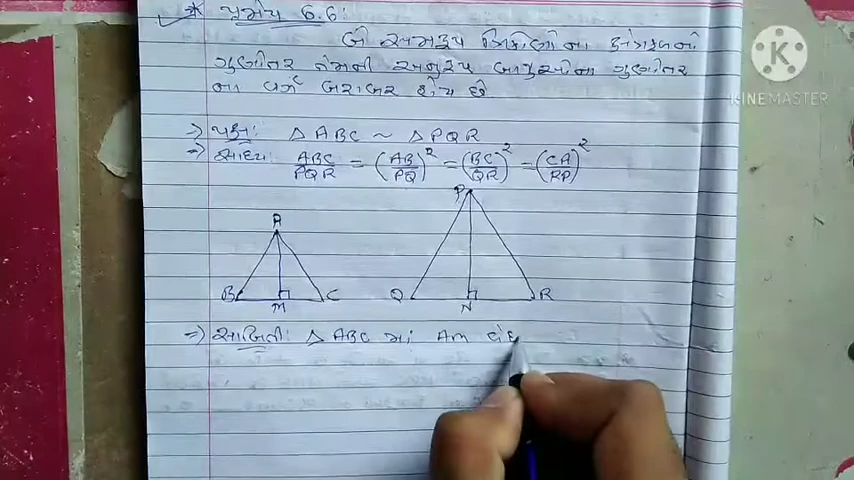 * પ્રમેય 6.6:
બે સમરૂપ ત્રિકોણોના ક્ષેત્રફળનો
ગુણોતર તેમની અનુરૂપ બાજુઓના ગુણોતર
ના વર્ગ બરાબર હોય છે
KINEMASTER
⇒ પક્ષ: △ ABC ~ △ PQR
⇒ સાધ્ય: ABC/PQR = (AB/PQ)² = (BC/QR)² = (CA/RP)²
P
A
B C Q R
M N
⇒ સાબિતી: △ ABC માં AM